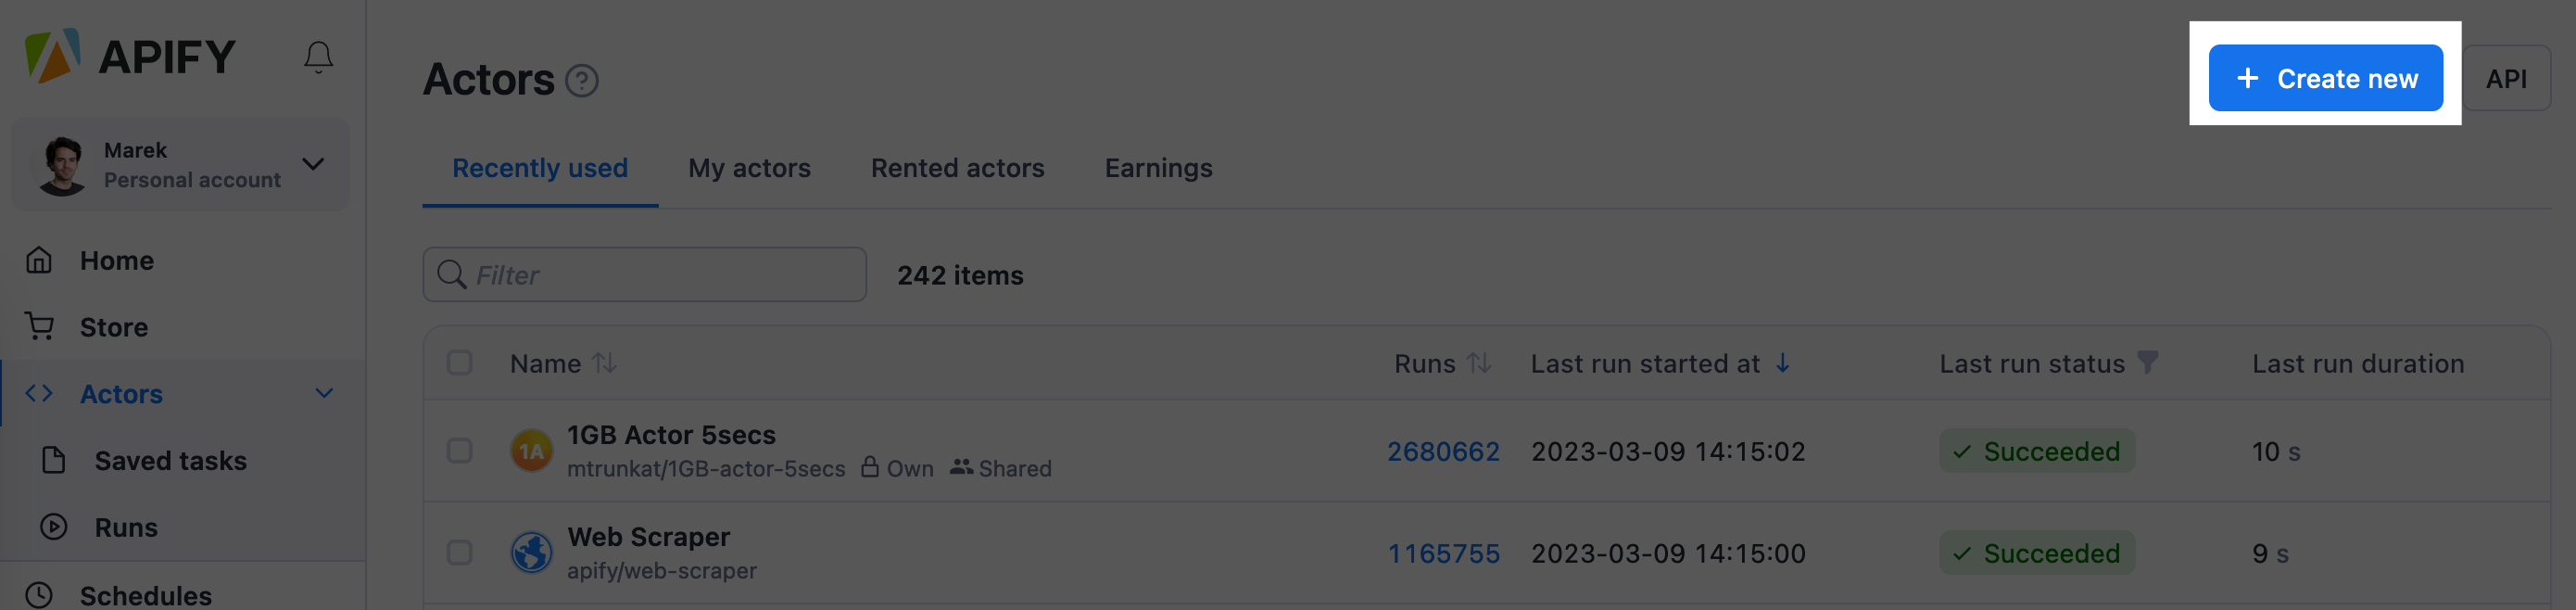 APIFY
Marek
Personal account
Home
Store
Actors
Saved tasks
Runs
Schedules
Actors ?
+ Create new
API
Recently used My actors Rented actors Earnings
Filter 242 items
Name Runs Last run started at Last run status Last run duration
1A 1GB Actor 5secs
mtrunkat/1GB-actor-5secs Own Shared
2680662 2023-03-09 14:15:02 Succeeded 10 s
Web Scraper
apify/web-scraper
1165755 2023-03-09 14:15:00 Succeeded 9 s